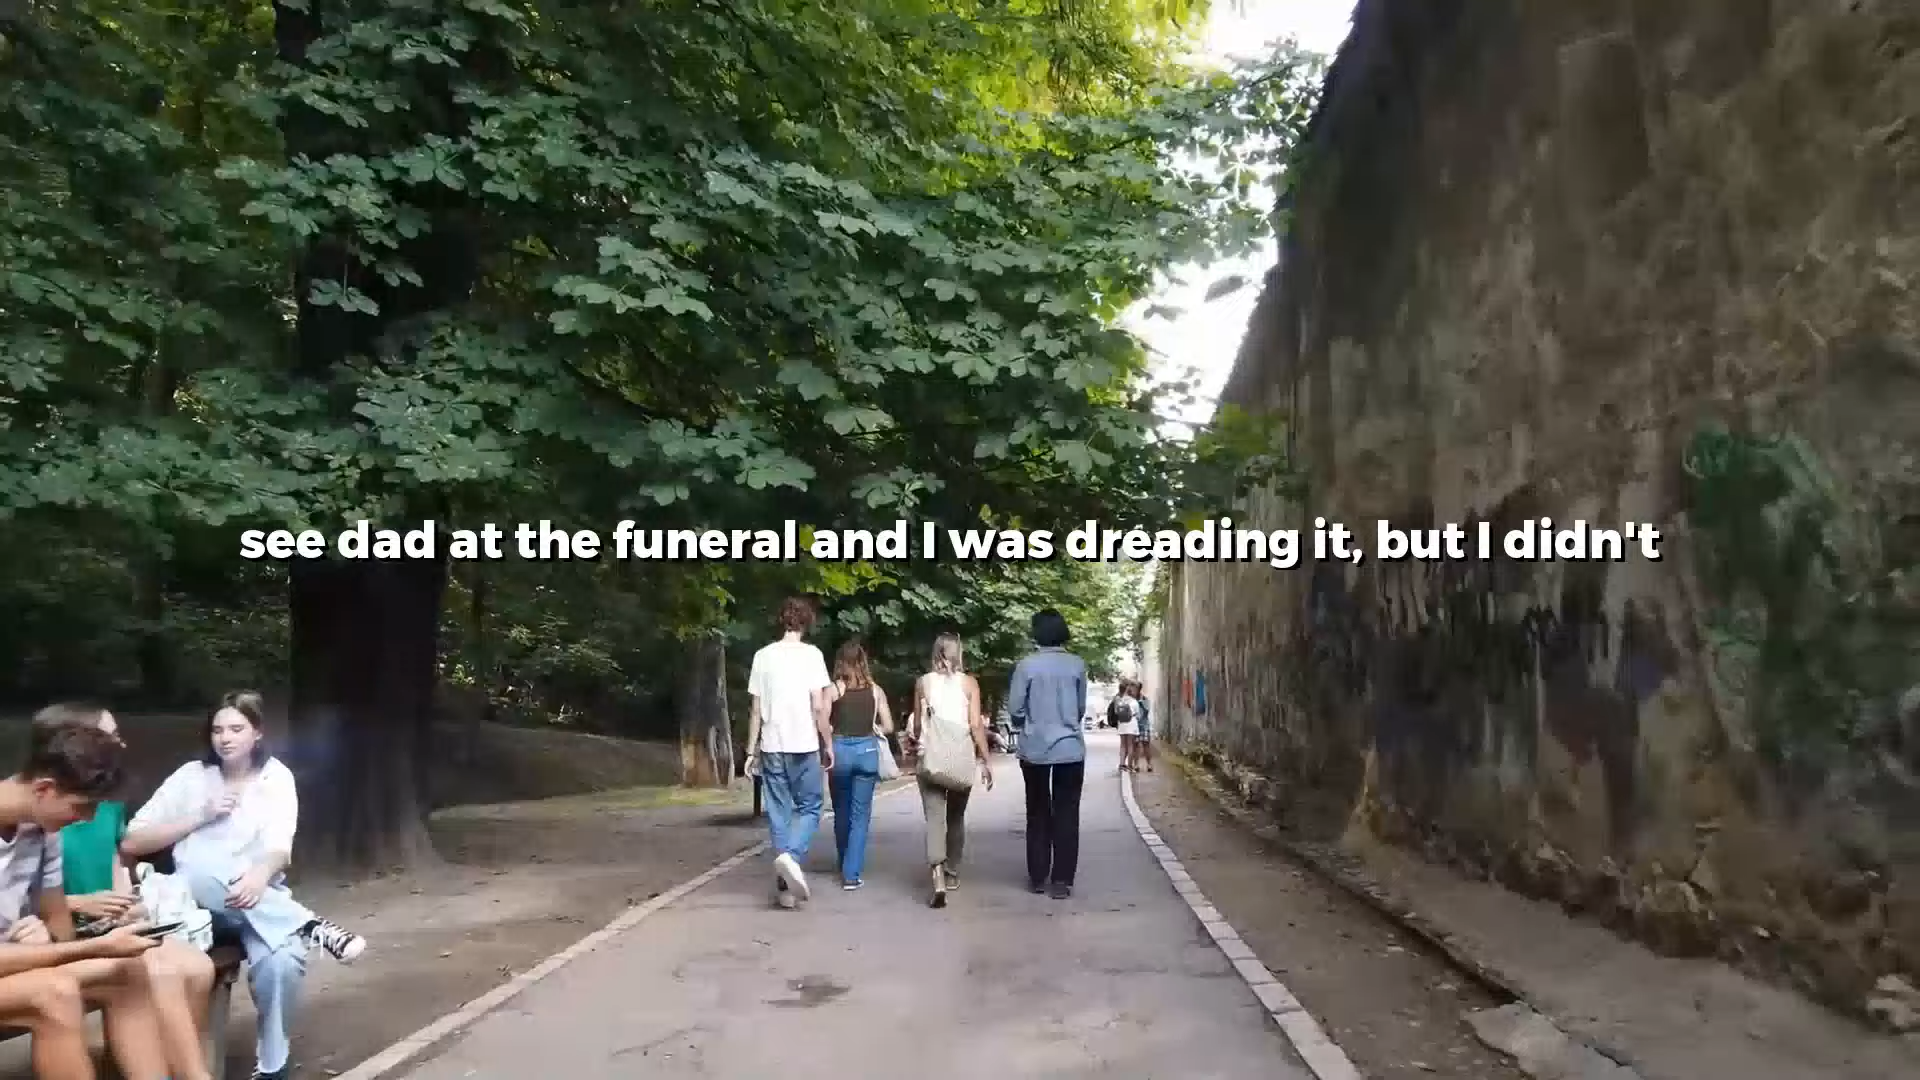 see dad at the funeral and I was dreading it, but I didn't